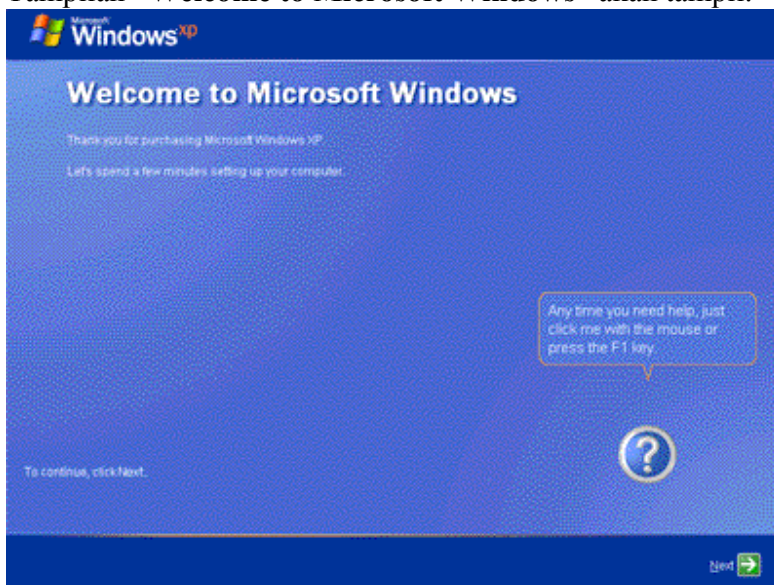 Tampilan "Welcome to Microsoft Windows" akan tampil.
Microsoft
Windows xp
Welcome to Microsoft Windows
Thank you for purchasing Microsoft Windows XP.
Let's spend a few minutes setting up your computer.
Any time you need help, just
click me with the mouse or
press the F1 key.
To continue, click Next.
Next